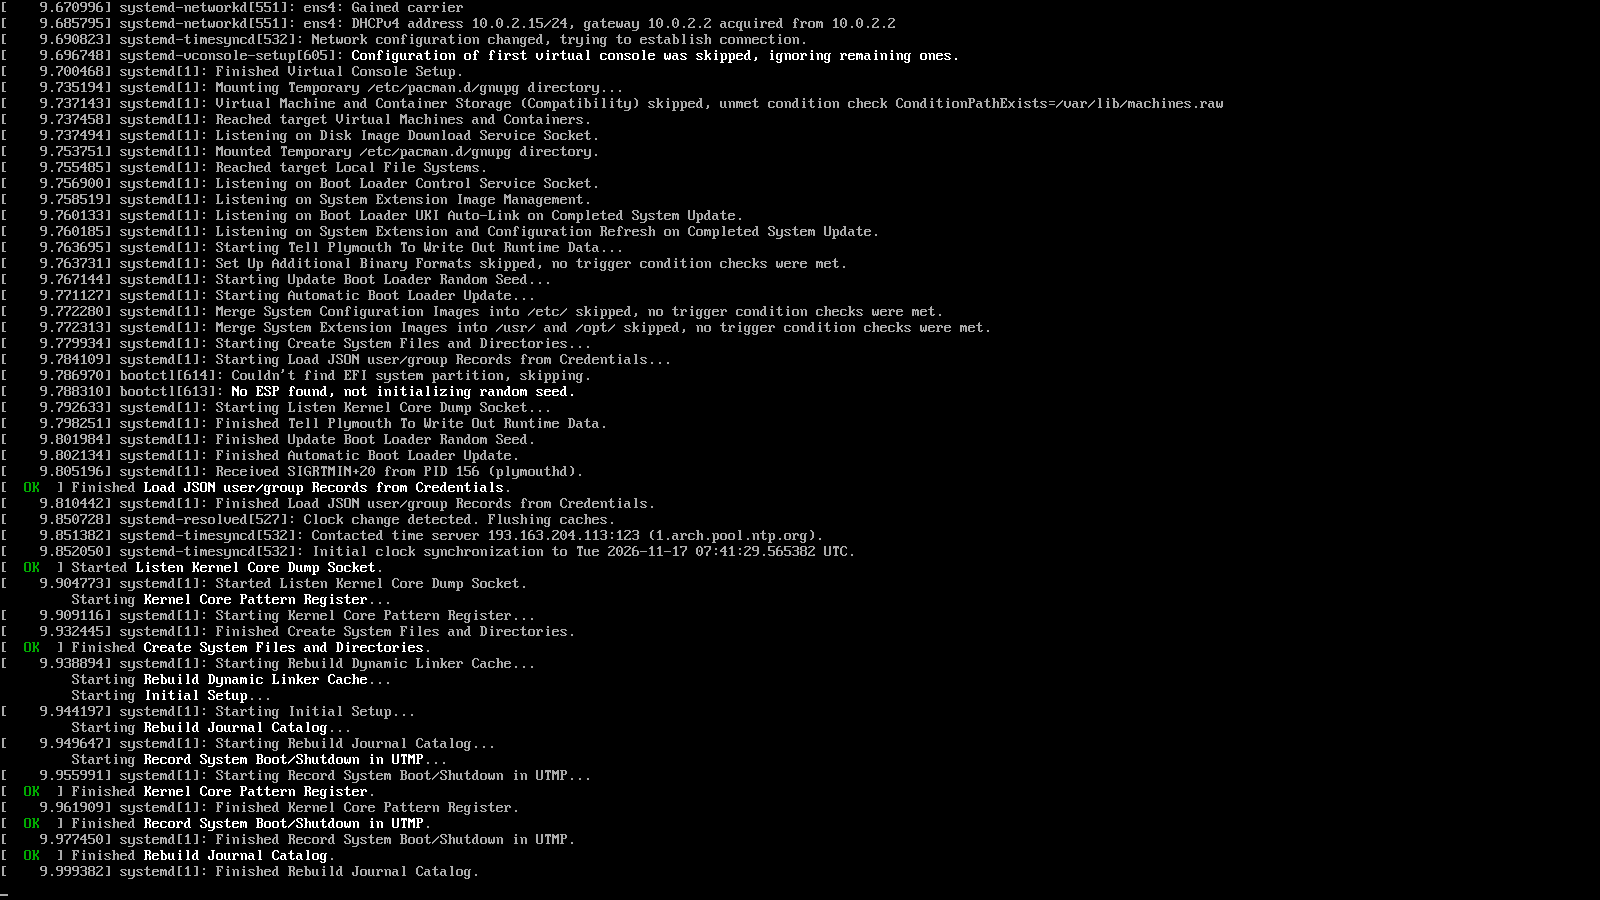 [    9.670996] systemd-networkd[551]: ens4: Gained carrier
[    9.685795] systemd-networkd[551]: ens4: DHCPv4 address 10.0.2.15/24, gateway 10.0.2.2 acquired from 10.0.2.2
[    9.690823] systemd-timesyncd[532]: Network configuration changed, trying to establish connection.
[    9.696748] systemd-vconsole-setup[605]: Configuration of first virtual console was skipped, ignoring remaining ones.
[    9.700468] systemd[1]: Finished Virtual Console Setup.
[    9.735194] systemd[1]: Mounting Temporary /etc/pacman.d/gnupg directory...
[    9.737143] systemd[1]: Virtual Machine and Container Storage (Compatibility) skipped, unmet condition check ConditionPathExists=/var/lib/machines.raw
[    9.737458] systemd[1]: Reached target Virtual Machines and Containers.
[    9.737494] systemd[1]: Listening on Disk Image Download Service Socket.
[    9.753751] systemd[1]: Mounted Temporary /etc/pacman.d/gnupg directory.
[    9.755485] systemd[1]: Reached target Local File Systems.
[    9.756900] systemd[1]: Listening on Boot Loader Control Service Socket.
[    9.758519] systemd[1]: Listening on System Extension Image Management.
[    9.760133] systemd[1]: Listening on Boot Loader UKI Auto-Link on Completed System Update.
[    9.760185] systemd[1]: Listening on System Extension and Configuration Refresh on Completed System Update.
[    9.763695] systemd[1]: Starting Tell Plymouth To Write Out Runtime Data...
[    9.763731] systemd[1]: Set Up Additional Binary Formats skipped, no trigger condition checks were met.
[    9.767144] systemd[1]: Starting Update Boot Loader Random Seed...
[    9.771127] systemd[1]: Starting Automatic Boot Loader Update...
[    9.772280] systemd[1]: Merge System Configuration Images into /etc/ skipped, no trigger condition checks were met.
[    9.772313] systemd[1]: Merge System Extension Images into /usr/ and /opt/ skipped, no trigger condition checks were met.
[    9.779934] systemd[1]: Starting Create System Files and Directories...
[    9.784109] systemd[1]: Starting Load JSON user/group Records from Credentials...
[    9.786970] bootctl[614]: Couldn't find EFI system partition, skipping.
[    9.788310] bootctl[613]: No ESP found, not initializing random seed.
[    9.792633] systemd[1]: Starting Listen Kernel Core Dump Socket...
[    9.798251] systemd[1]: Finished Tell Plymouth To Write Out Runtime Data.
[    9.801984] systemd[1]: Finished Update Boot Loader Random Seed.
[    9.802134] systemd[1]: Finished Automatic Boot Loader Update.
[    9.805196] systemd[1]: Received SIGRTMIN+20 from PID 156 (plymouthd).
[  OK  ] Finished Load JSON user/group Records from Credentials.
[    9.810442] systemd[1]: Finished Load JSON user/group Records from Credentials.
[    9.850728] systemd-resolved[527]: Clock change detected. Flushing caches.
[    9.851382] systemd-timesyncd[532]: Contacted time server 193.163.204.113:123 (1.arch.pool.ntp.org).
[    9.852050] systemd-timesyncd[532]: Initial clock synchronization to Tue 2026-11-17 07:41:29.565382 UTC.
[  OK  ] Started Listen Kernel Core Dump Socket.
[    9.904773] systemd[1]: Started Listen Kernel Core Dump Socket.
         Starting Kernel Core Pattern Register...
[    9.909116] systemd[1]: Starting Kernel Core Pattern Register...
[    9.932445] systemd[1]: Finished Create System Files and Directories.
[  OK  ] Finished Create System Files and Directories.
[    9.938894] systemd[1]: Starting Rebuild Dynamic Linker Cache...
         Starting Rebuild Dynamic Linker Cache...
         Starting Initial Setup...
[    9.944197] systemd[1]: Starting Initial Setup...
         Starting Rebuild Journal Catalog...
[    9.949647] systemd[1]: Starting Rebuild Journal Catalog...
         Starting Record System Boot/Shutdown in UTMP...
[    9.955991] systemd[1]: Starting Record System Boot/Shutdown in UTMP...
[  OK  ] Finished Kernel Core Pattern Register.
[    9.961909] systemd[1]: Finished Kernel Core Pattern Register.
[  OK  ] Finished Record System Boot/Shutdown in UTMP.
[    9.977450] systemd[1]: Finished Record System Boot/Shutdown in UTMP.
[  OK  ] Finished Rebuild Journal Catalog.
[    9.999382] systemd[1]: Finished Rebuild Journal Catalog.